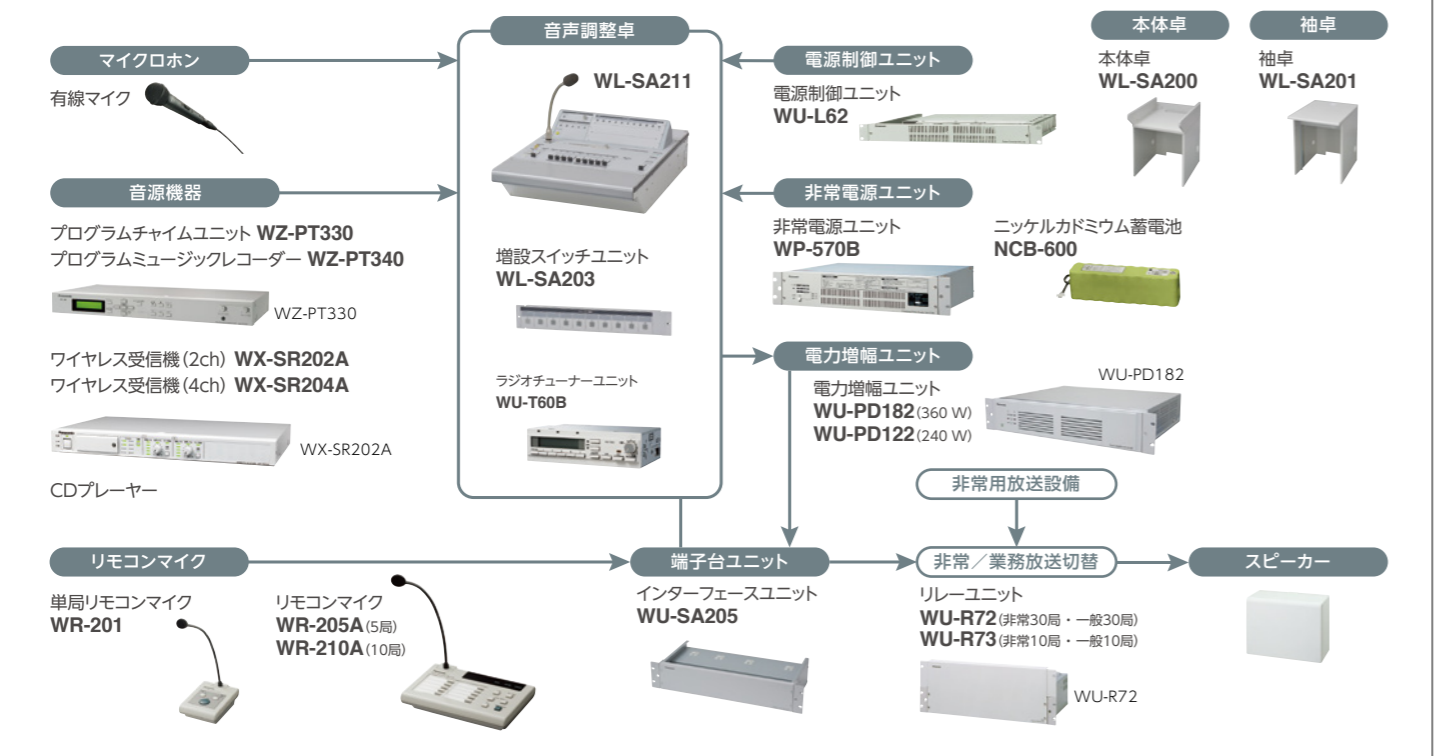 マイクロホン
有線マイク
音源機器
プログラムチャイムユニット WZ-PT330
プログラムミュージックレコーダー WZ-PT340
WZ-PT330
ワイヤレス受信機(2ch) WX-SR202A
ワイヤレス受信機(4ch) WX-SR204A
WX-SR202A
CDプレーヤー
音声調整卓
WL-SA211
増設スイッチユニット
WL-SA203
ラジオチューナーユニット
WU-T60B
電源制御ユニット
電源制御ユニット
WU-L62
本体卓
本体卓
WL-SA200
袖卓
袖卓
WL-SA201
非常電源ユニット
非常電源ユニット
WP-570B
ニッケルカドミウム蓄電池
NCB-600
電力増幅ユニット
電力増幅ユニット
WU-PD182(360 W)
WU-PD122(240 W)
WU-PD182
非常用放送設備
リモコンマイク
単局リモコンマイク
WR-201
リモコンマイク
WR-205A(5局)
WR-210A(10局)
端子台ユニット
インターフェースユニット
WU-SA205
非常／業務放送切替
リレーユニット
WU-R72(非常30局・一般30局)
WU-R73(非常10局・一般10局)
WU-R72
スピーカー